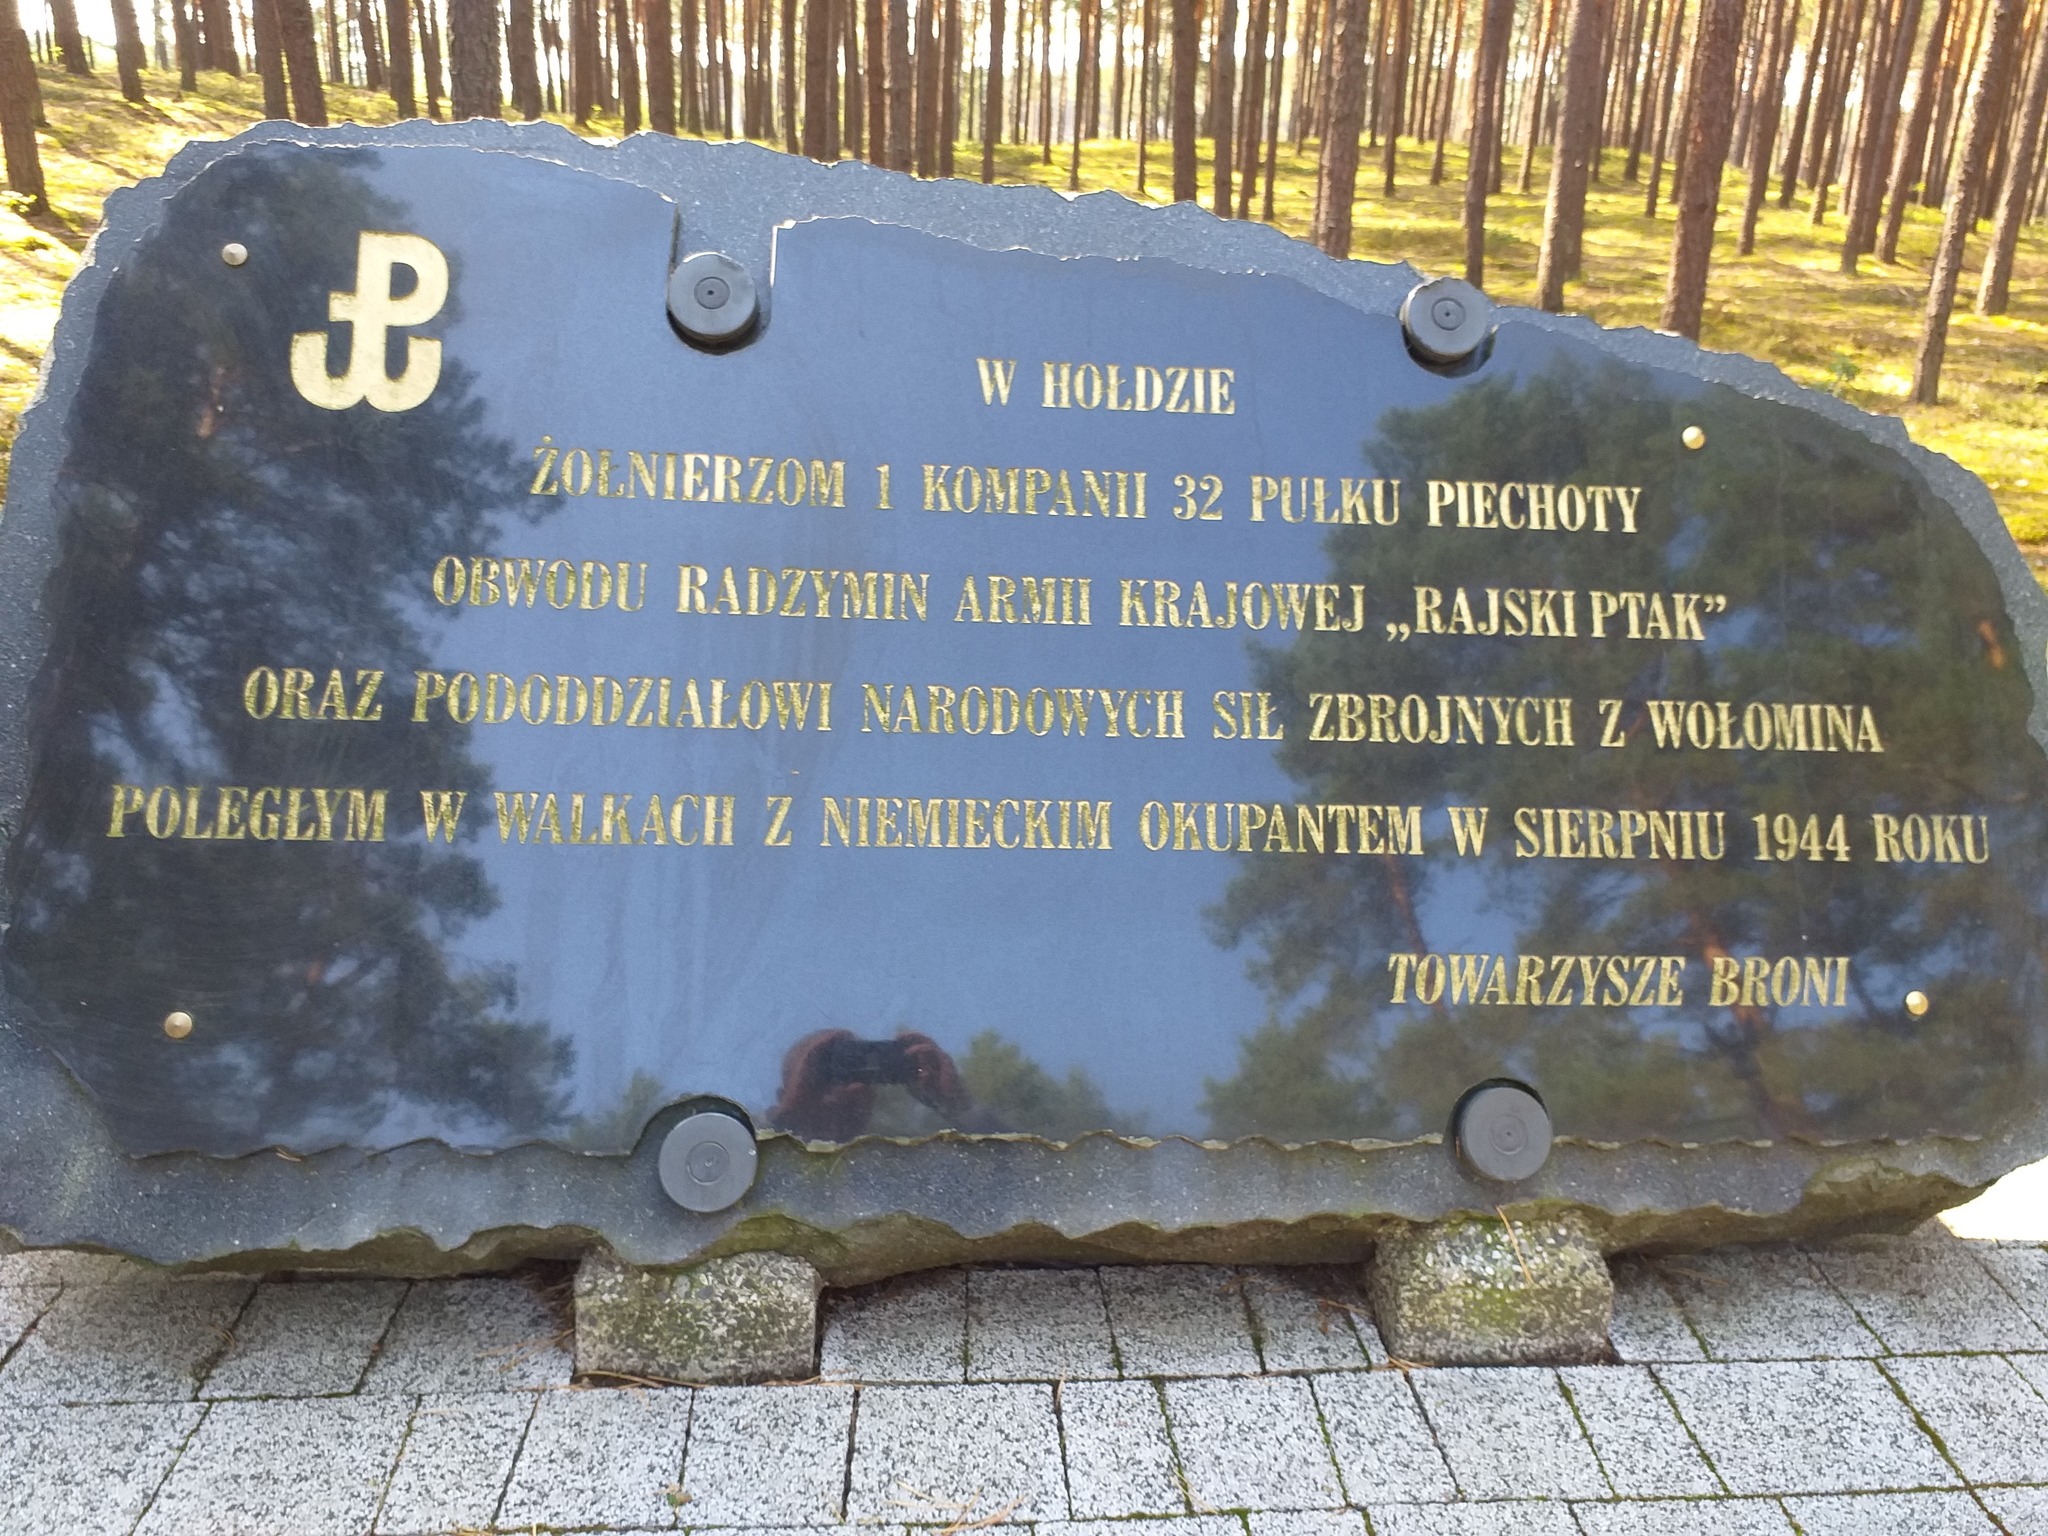 W HOŁDZIE
ŻOŁNIERZOM 1 KOMPANII 32 PUŁKU PIECHOTY
OBWODU RADZYMIN ARMII KRAJOWEJ „RAJSKI PTAK”
ORAZ PODODDZIAŁOWI NARODOWYCH SIŁ ZBROJNYCH Z WOŁOMINA
POLEGŁYM W WALKACH Z NIEMIECKIM OKUPANTEM W SIERPNIU 1944 ROKU
TOWARZYSZE BRONI